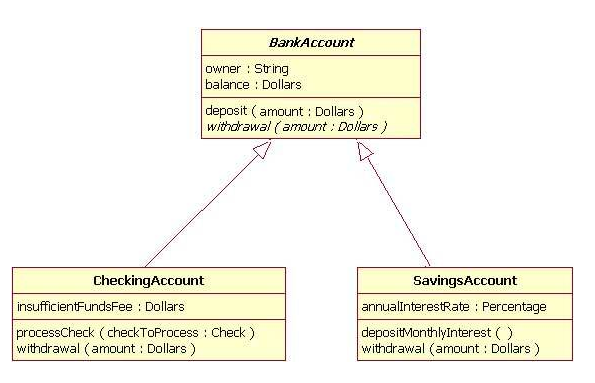 BankAccount
owner : String
balance : Dollars
deposit ( amount : Dollars )
withdrawal ( amount : Dollars )
CheckingAccount
insufficientFundsFee : Dollars
processCheck ( checkToProcess : Check )
withdrawal ( amount : Dollars )
SavingsAccount
annualInterestRate : Percentage
depositMonthlyInterest ( )
withdrawal ( amount : Dollars )